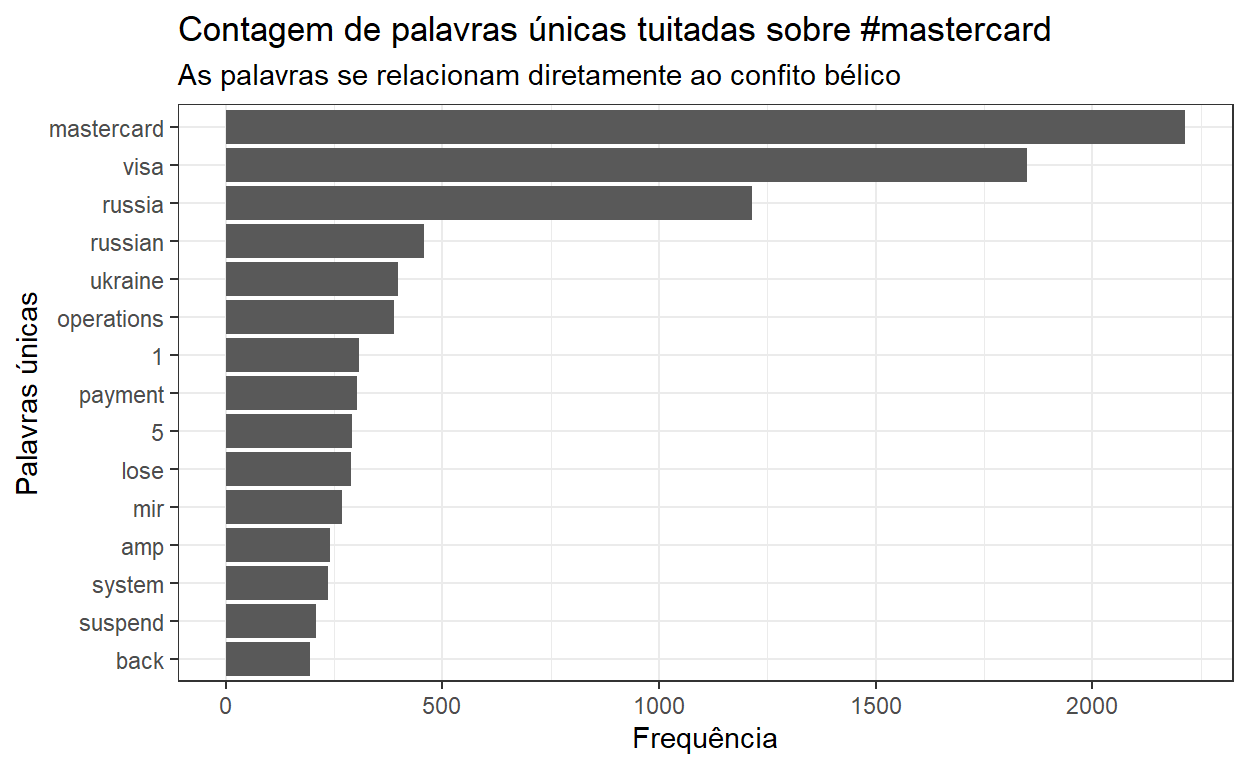 Contagem de palavras únicas tuitadas sobre #mastercard
As palavras se relacionam diretamente ao confito bélico
mastercard
visa
russia
russian
ukraine
operations
1
payment
5
lose
mir
amp
system
suspend
back
Palavras únicas
0 500 1000 1500 2000
Frequência